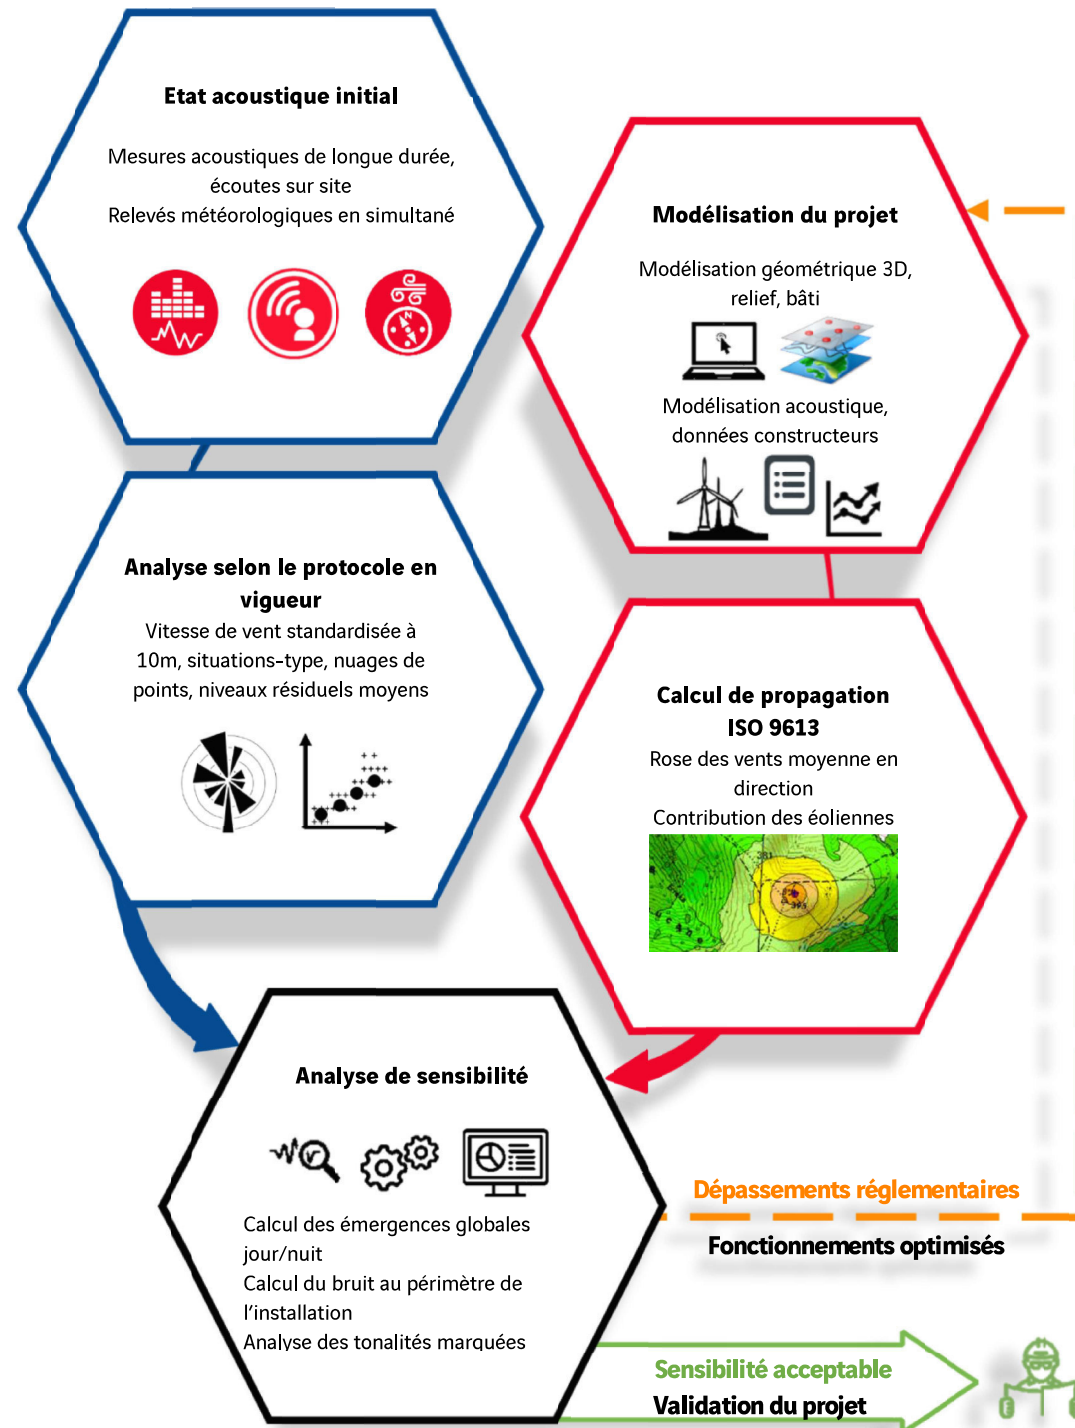 Etat acoustique initial
Mesures acoustiques de longue durée,
écoutes sur site
Relevés météorologiques en simultané
Modélisation du projet
Modélisation géométrique 3D,
relief, bâti
Modélisation acoustique,
données constructeurs
Analyse selon le protocole en
vigueur
Vitesse de vent standardisée à
10m, situations-type, nuages de
points, niveaux résiduels moyens
Calcul de propagation
ISO 9613
Rose des vents moyenne en
direction
Contribution des éoliennes
381
395
Analyse de sensibilité
Calcul des émergences globales
jour/nuit
Calcul du bruit au périmètre de
l'installation
Analyse des tonalités marquées
Dépassements réglementaires
Fonctionnements optimisés
Sensibilité acceptable
Validation du projet